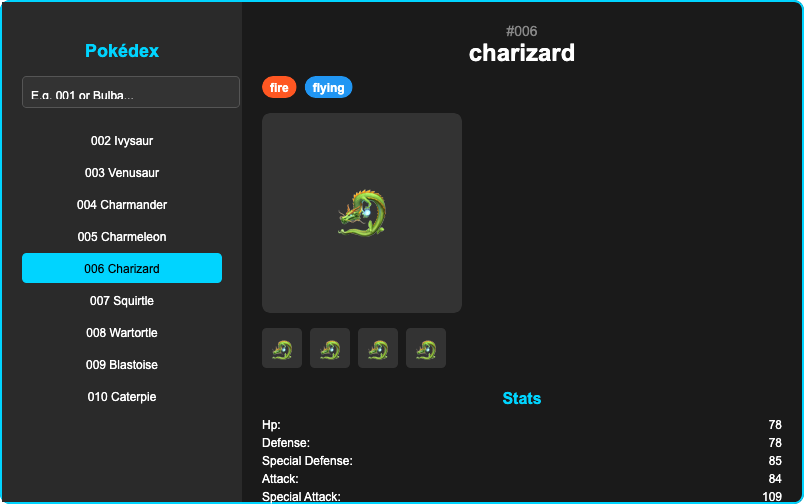 Pokédex
E.g. 001 or Bulba...
002 Ivysaur
003 Venusaur
004 Charmander
005 Charmeleon
006 Charizard
007 Squirtle
008 Wartortle
009 Blastoise
010 Caterpie
#006
charizard
fire flying
Stats
Hp: 78
Defense: 78
Special Defense: 85
Attack: 84
Special Attack: 109